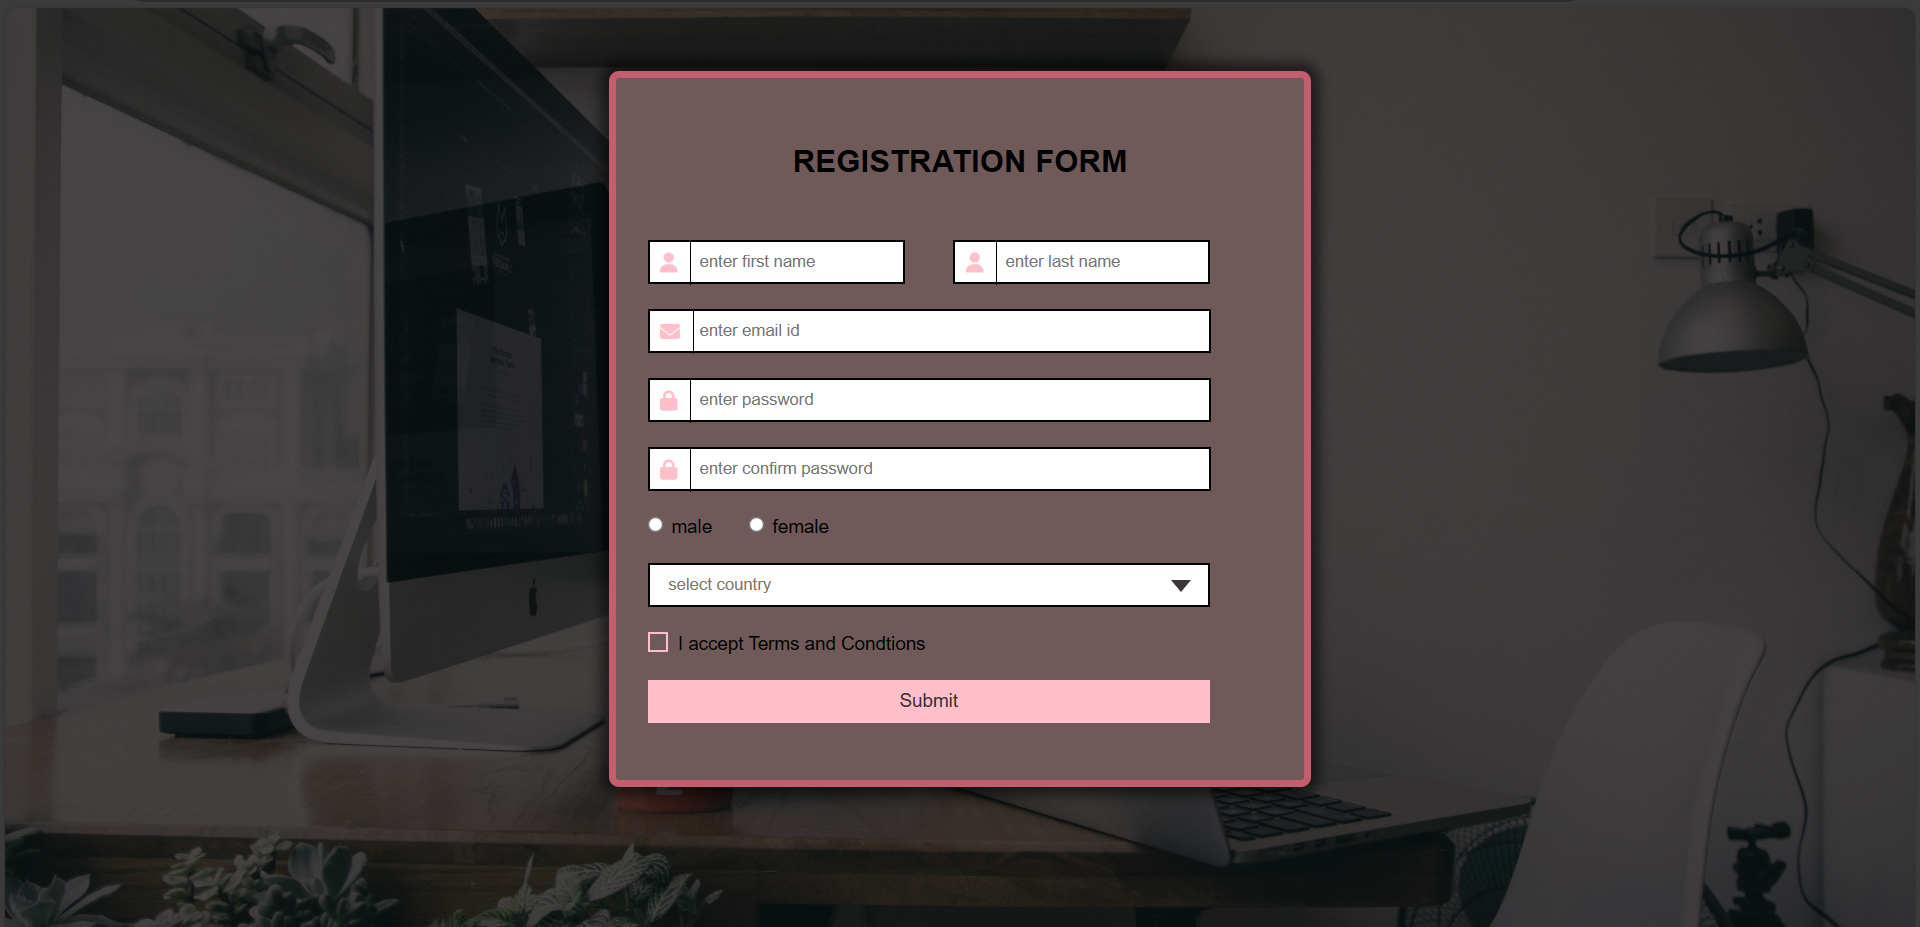 REGISTRATION FORM
enter first name
enter last name
enter email id
enter password
enter confirm password
male female
select country
I accept Terms and Condtions
Submit